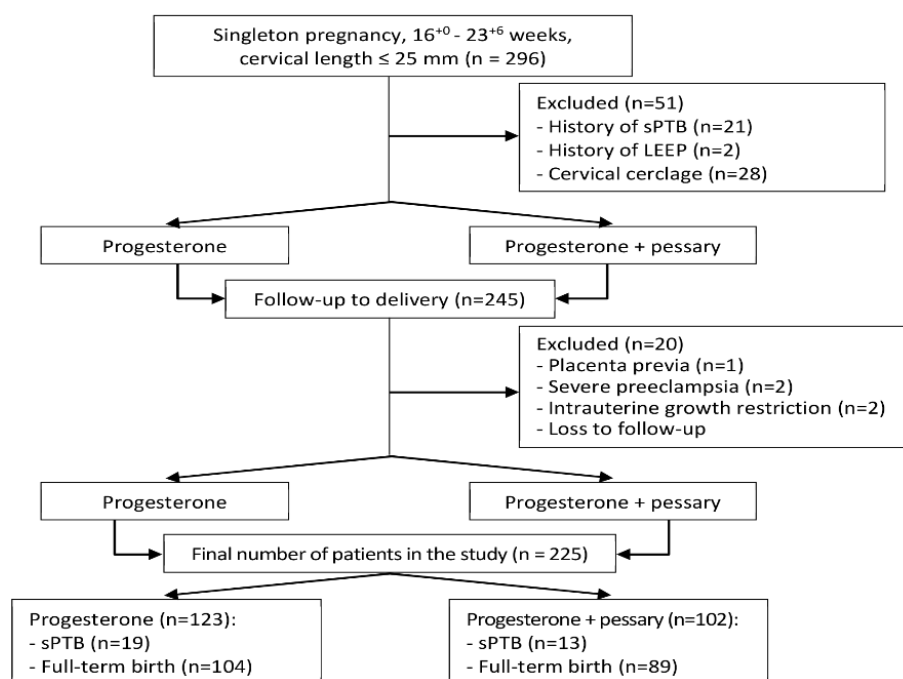 Singleton pregnancy, 16+0 - 23+6 weeks,
cervical length ≤ 25 mm (n = 296)
Excluded (n=51)
- History of sPTB (n=21)
- History of LEEP (n=2)
- Cervical cerclage (n=28)
Progesterone
Progesterone + pessary
Follow-up to delivery (n=245)
Excluded (n=20)
- Placenta previa (n=1)
- Severe preeclampsia (n=2)
- Intrauterine growth restriction (n=2)
- Loss to follow-up
Progesterone
Progesterone + pessary
Final number of patients in the study (n = 225)
Progesterone (n=123):
- sPTB (n=19)
- Full-term birth (n=104)
Progesterone + pessary (n=102):
- sPTB (n=13)
- Full-term birth (n=89)